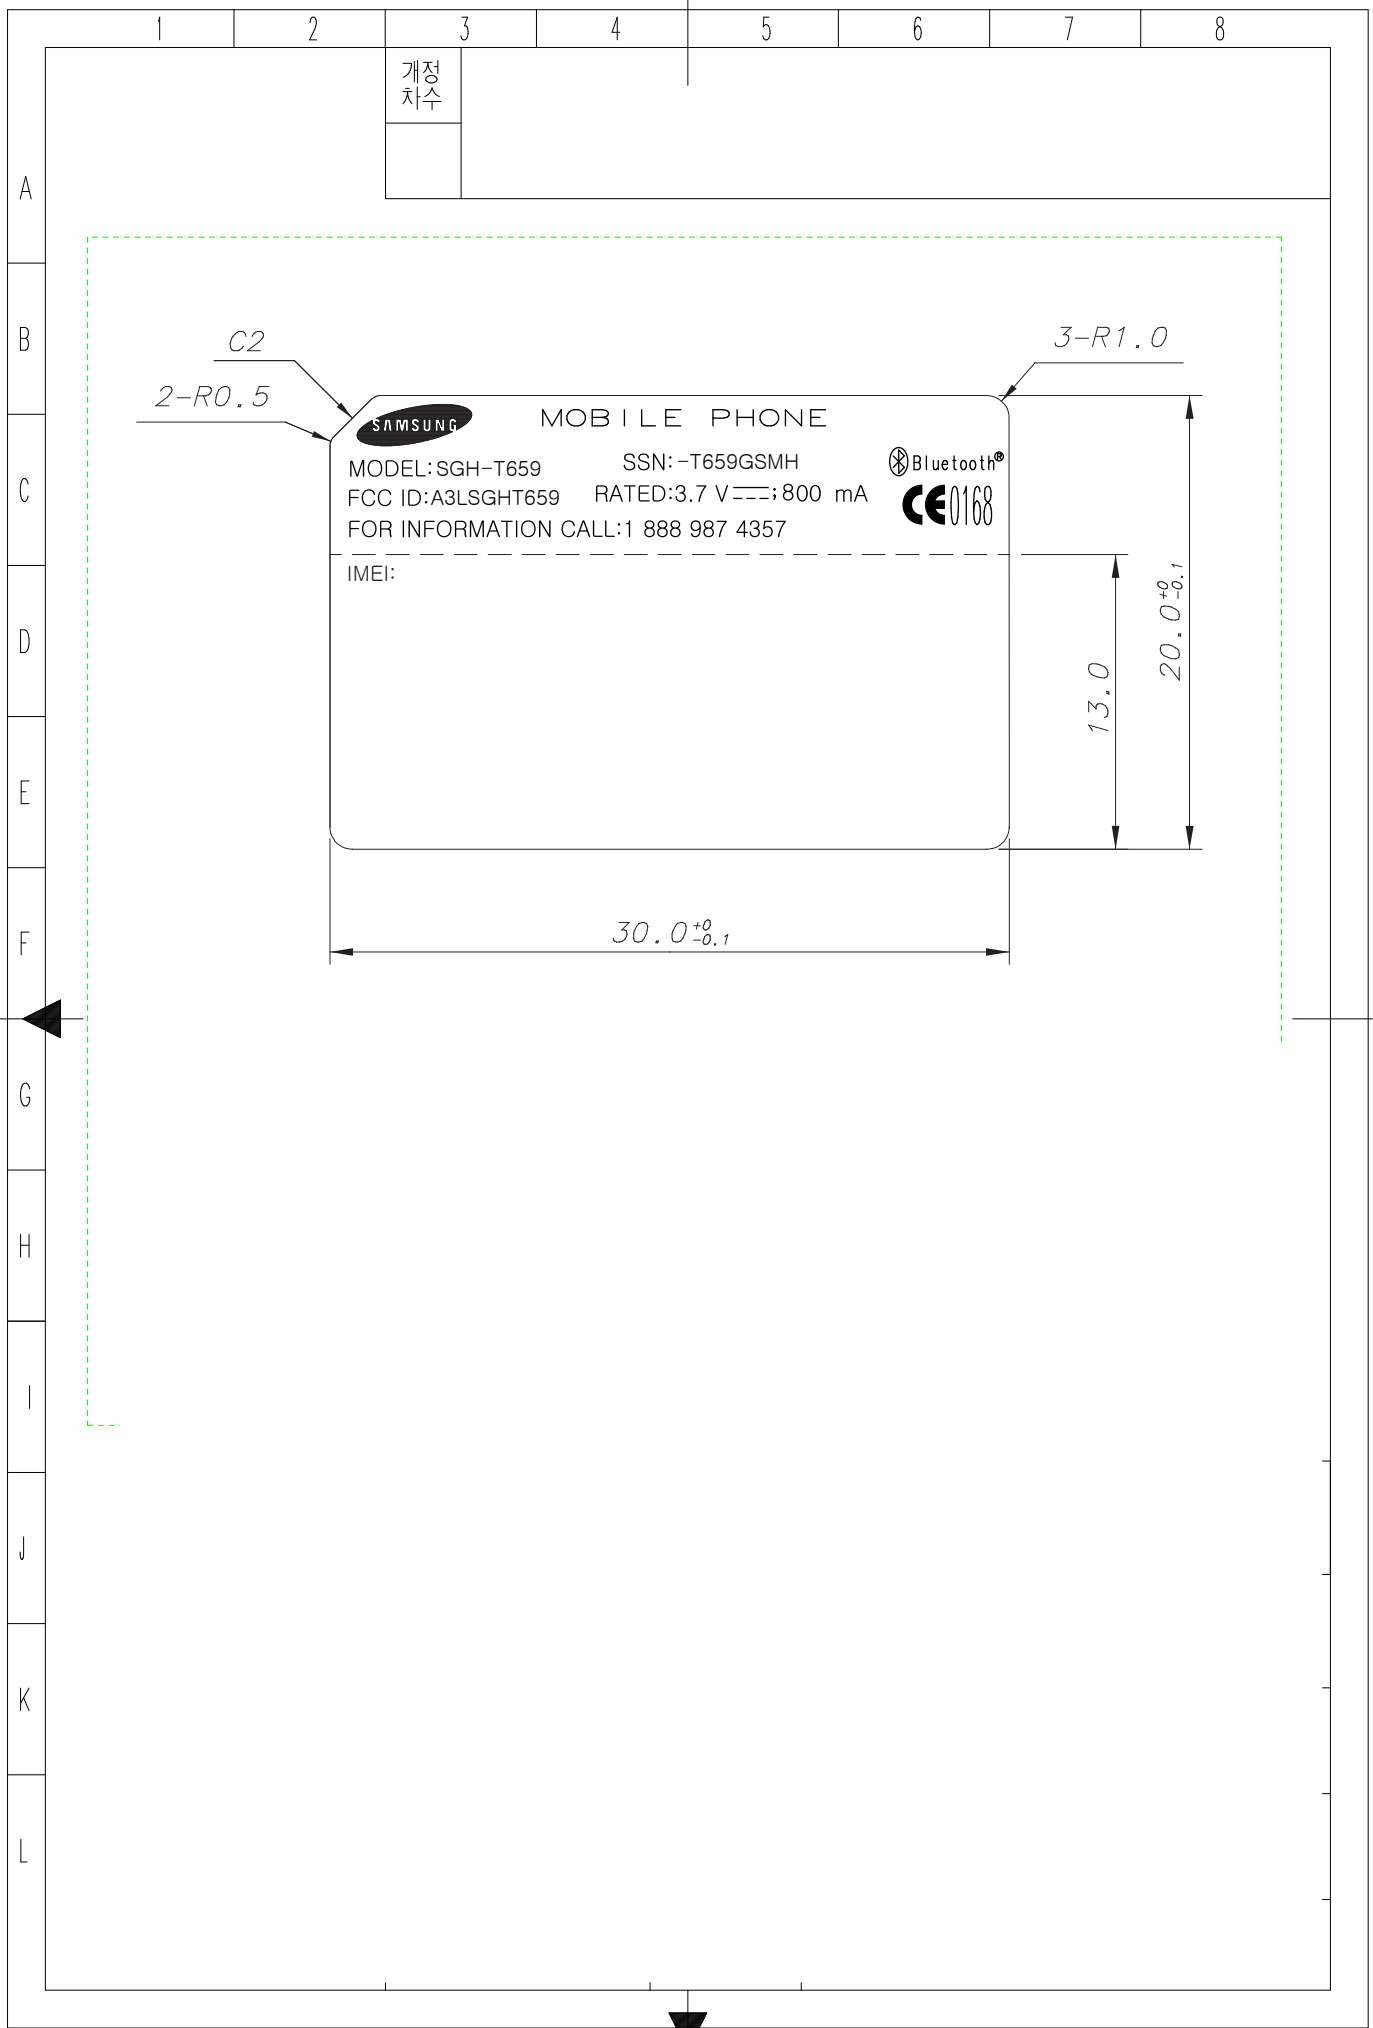 1 2 3 4 5 6 7 8
개정
차수
A
B
C2
3-R1.0
2-R0.5
SAMSUNG MOBILE PHONE
C
MODEL:SGH-T659 SSN:-T659GSMH Bluetooth®
FCC ID:A3LSGHT659 RATED:3.7 V ⎓;800 mA CE0168
FOR INFORMATION CALL:1 888 987 4357
IMEI:
D
20.0 +0 -0.1
13.0
E
F
30.0 +0 -0.1
G
H
I
J
K
L